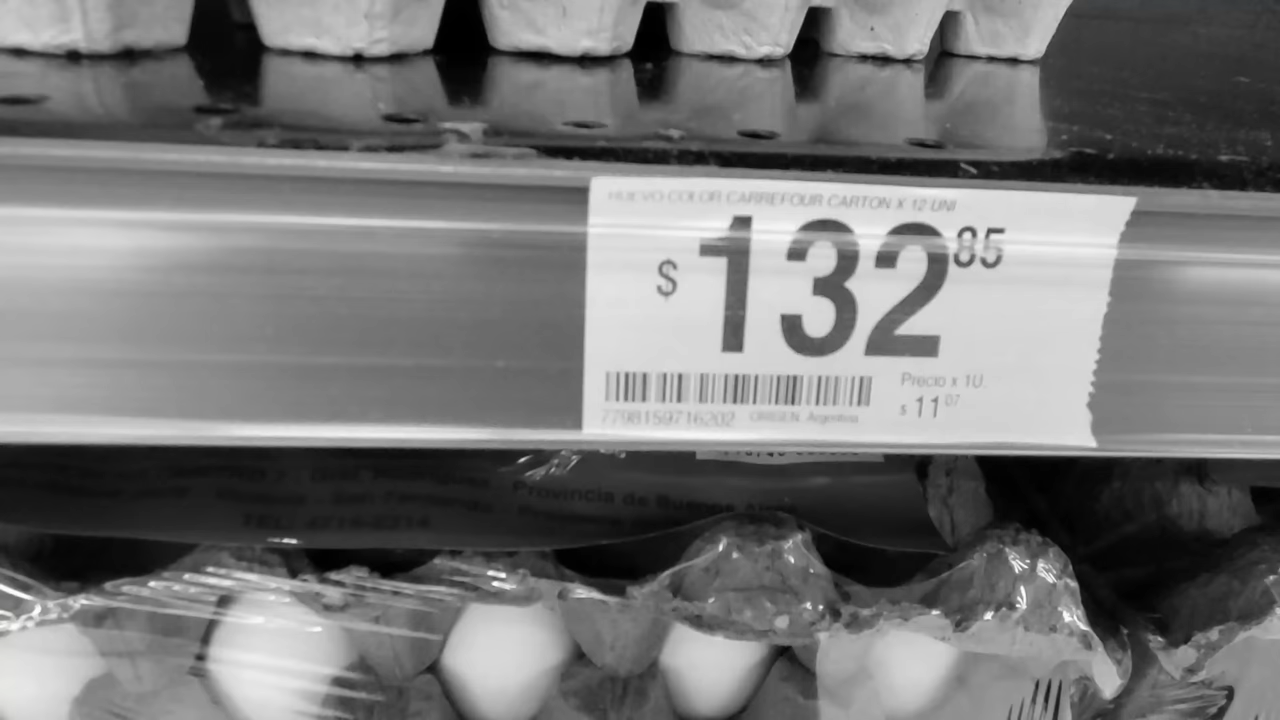 HUEVO COLOR CARREFOUR CARTON X 12 UNI
$ 132 85
Precio x 1U.
$ 11 07
7798159716202 ORIGEN. Argentina
Provincia de Buenos Aires